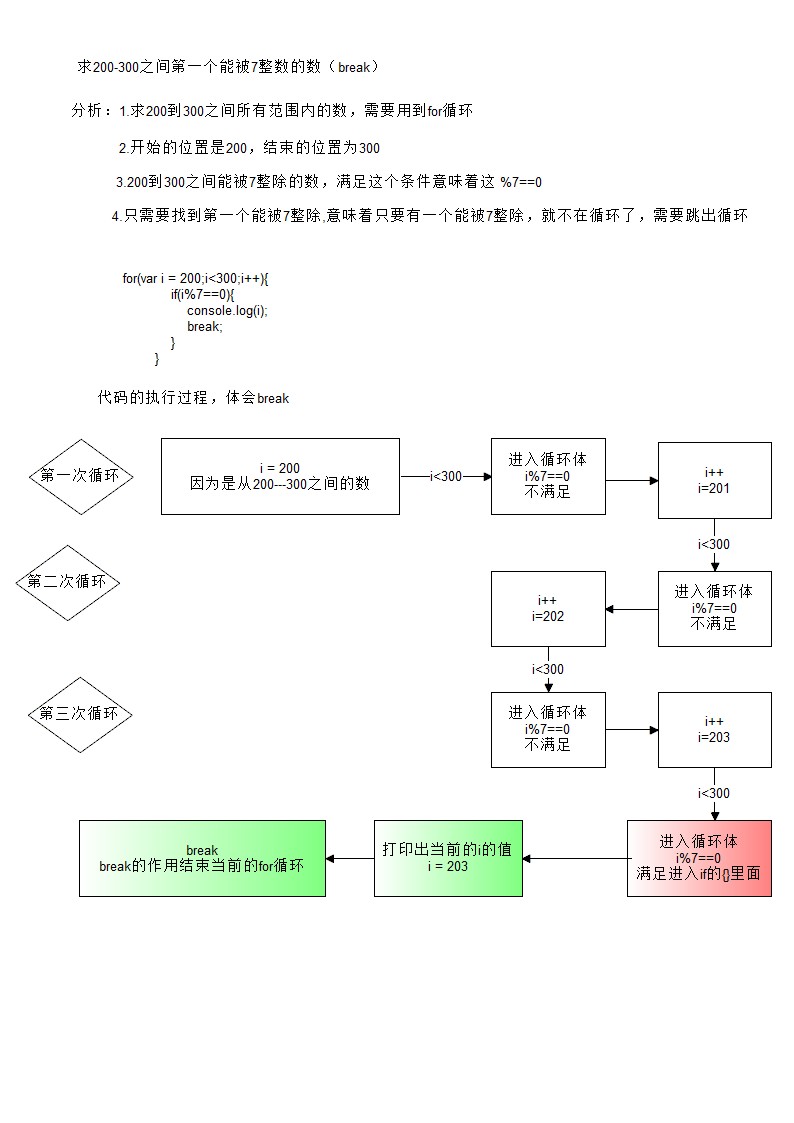 求200-300之间第一个能被7整数的数（break）
分析：1.求200到300之间所有范围内的数，需要用到for循环
2.开始的位置是200，结束的位置为300
3.200到300之间能被7整除的数，满足这个条件意味着这 %7==0
4.只需要找到第一个能被7整除,意味着只要有一个能被7整除，就不在循环了，需要跳出循环
for(var i = 200;i<300;i++){
if(i%7==0){
console.log(i);
break;
}
}
代码的执行过程，体会break
第一次循环
i = 200
因为是从200---300之间的数
i<300
进入循环体
i%7==0
不满足
i++
i=201
i<300
第二次循环
进入循环体
i%7==0
不满足
i++
i=202
i<300
第三次循环
进入循环体
i%7==0
不满足
i++
i=203
i<300
进入循环体
i%7==0
满足进入if的{}里面
打印出当前的i的值
i = 203
break
break的作用结束当前的for循环